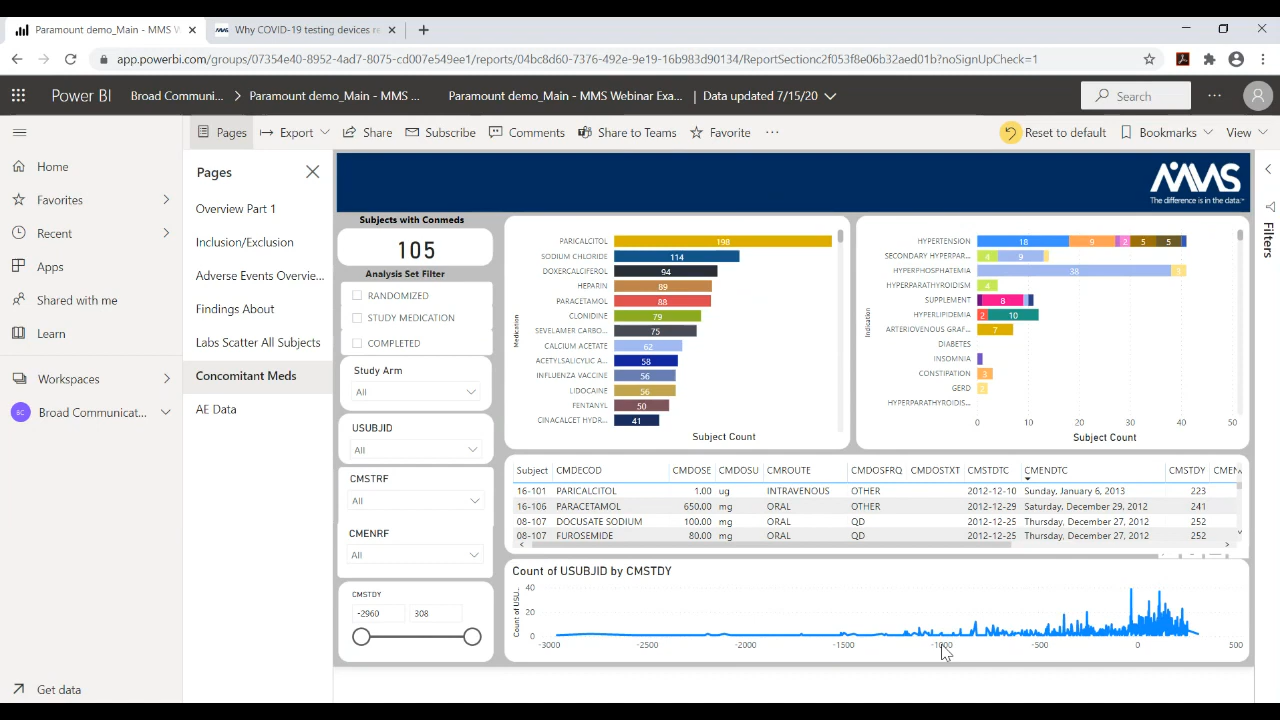 Paramount demo_Main - MMS W
Why COVID-19 testing devices re
app.powerbi.com/groups/07354e40-8952-4ad7-8075-cd007e549ee1/reports/04b8d60-7376-492e-9e19-16b983d90134/ReportSectionc2f053f8e06b32aed01b?noSignUpCheck=1
Power BI
Broad Communi...
Paramount demo_Main - MMS ...
Paramount demo_Main - MMS Webinar Exa...
| Data updated 7/15/20
Search
Pages
Export
Share
Subscribe
Comments
Share to Teams
Favorite
Reset to default
Bookmarks
View
Home
Favorites
Recent
Apps
Shared with me
Learn
Workspaces
BC
Broad Communicat...
Get data
Pages
Overview Part 1
Inclusion/Exclusion
Adverse Events Overvie...
Findings About
Labs Scatter All Subjects
Concomitant Meds
AE Data
MMS
The difference is in the data.
Subjects with Conmeds
105
Analysis Set Filter
RANDOMIZED
STUDY MEDICATION
COMPLETED
Study Arm
All
USUBJID
All
CMSTRF
All
CMENRF
All
CMSTDY
-2960 308
Medication
PARICALCITOL 198
SODIUM CHLORIDE 114
DOXERCALCIFEROL 94
HEPARIN 89
PARACETAMOL 88
CLONIDINE 79
SEVELAMER CARBO... 75
CALCIUM ACETATE 62
ACETYLSALICYLIC A... 58
INFLUENZA VACCINE 56
LIDOCAINE 56
FENTANYL 50
CINACALCET HYDR... 41
Subject Count
Indication
HYPERTENSION 18 9 2 5 5
SECONDARY HYPERPAR... 4 9
HYPERPHOSPHATEMIA 38
HYPERPARATHYROIDISM 4
SUPPLEMENT 8
HYPERLIPIDEMIA 2 10
ARTERIOVENOUS GRAF... 7
DIABETES
INSOMNIA
CONSTIPATION 3
GERD 2
HYPERPARATHYROIDIS...
0 10 20 30 40 50
Subject Count
Subject CMDECOD CMDOSE CMDOSU CMROUTE CMDOSFRQ CMDOSTXT CMSTDTC CMENDTC CMSTDY CMEN
16-101 PARICALCITOL 1.00 ug INTRAVENOUS OTHER 2012-12-10 Sunday, January 6, 2013 223
16-106 PARACETAMOL 650.00 mg ORAL OTHER 2012-12-29 Saturday, December 29, 2012 241
08-107 DOCUSATE SODIUM 100.00 mg ORAL QD 2012-12-25 Thursday, December 27, 2012 252
08-107 FUROSEMIDE 80.00 mg ORAL QD 2012-12-25 Thursday, December 27, 2012 252
Count of USUBJID by CMSTDY
Count of USU...
40
20
0
-3000 -2500 -2000 -1500 -1000 -500 0 500
Filters